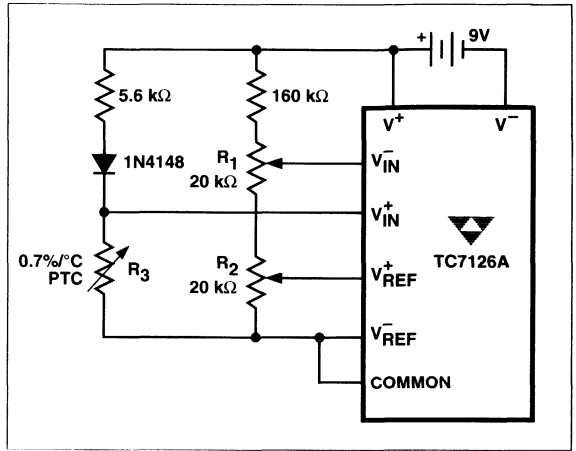 + 9V
5.6 kΩ
160 kΩ
V+
V−
1N4148
R1
20 kΩ
V−IN
V+IN
0.7%/°C
PTC
R3
R2
20 kΩ
V+REF
TC7126A
V−REF
COMMON